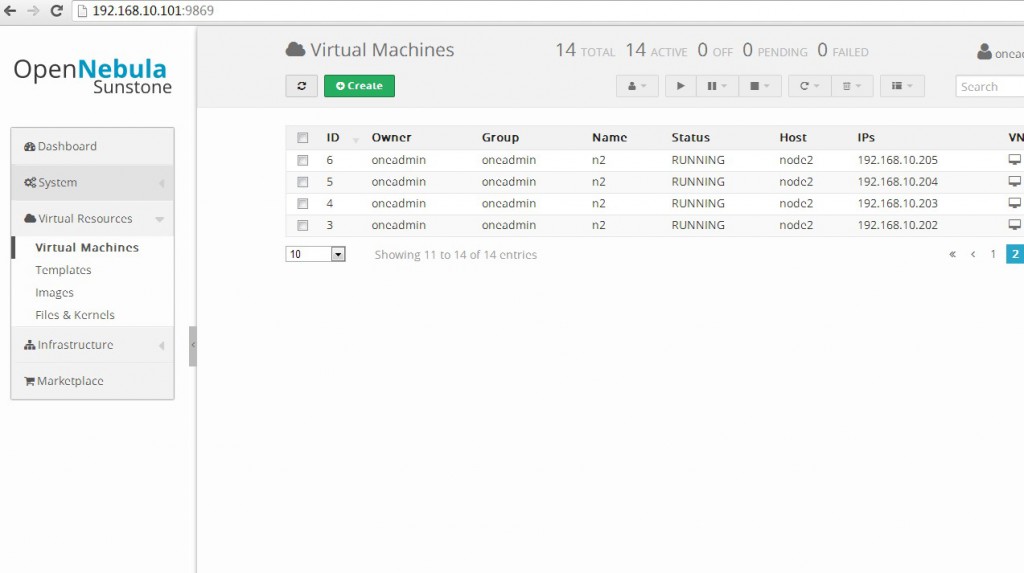 192.168.10.101:9869
OpenNebula
Sunstone
Virtual Machines
14 TOTAL 14 ACTIVE 0 OFF 0 PENDING 0 FAILED
Create
Search
Dashboard
System
Virtual Resources
Virtual Machines
Templates
Images
Files & Kernels
Infrastructure
Marketplace
ID Owner Group Name Status Host IPs VN
6 oneadmin oneadmin n2 RUNNING node2 192.168.10.205
5 oneadmin oneadmin n2 RUNNING node2 192.168.10.204
4 oneadmin oneadmin n2 RUNNING node2 192.168.10.203
3 oneadmin oneadmin n2 RUNNING node2 192.168.10.202
10 Showing 11 to 14 of 14 entries « ‹ 1 2